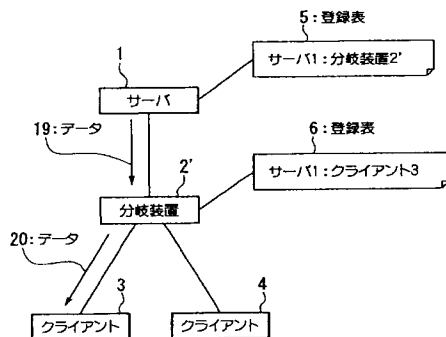 5:登録表
1
サーバ1:分岐装置2'
サーバ
19:データ
6:登録表
2'
サーバ1:クライアント3
分岐装置
20:データ
3
4
クライアント
クライアント